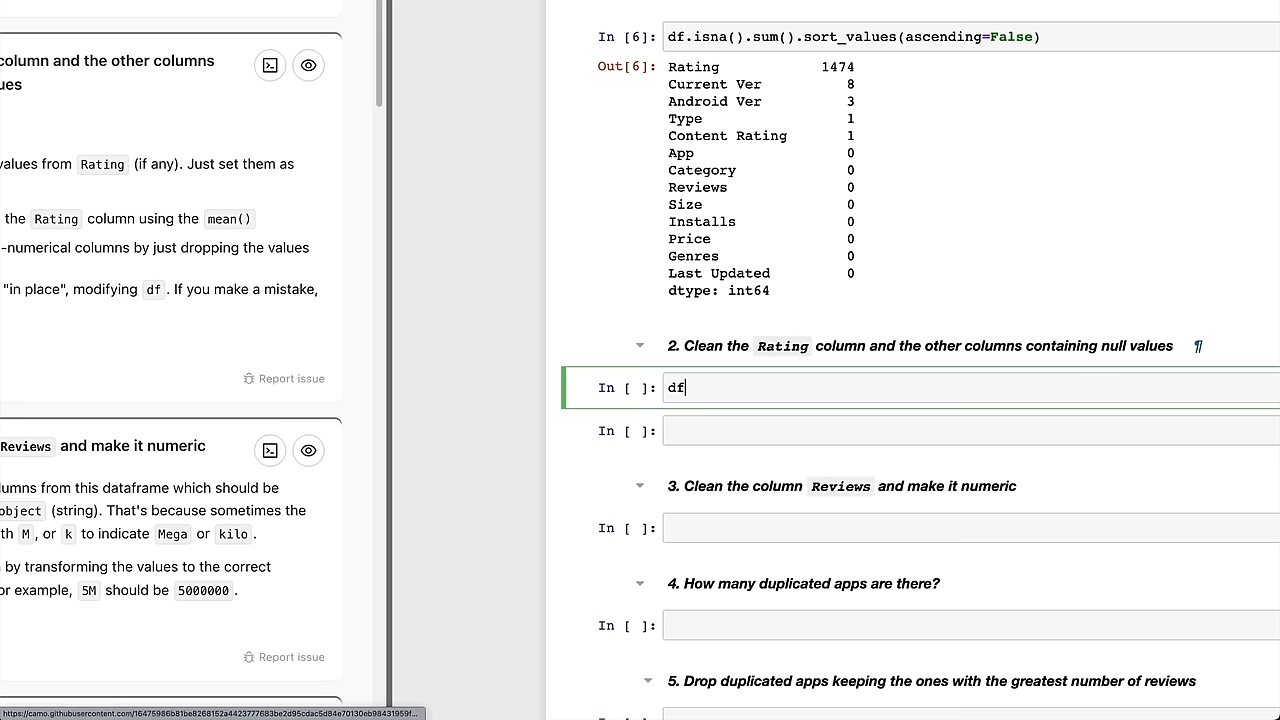 column and the other columns
ues
values from Rating (if any). Just set them as
the Rating column using the mean()
-numerical columns by just dropping the values
"in place", modifying df. If you make a mistake,
Report issue
Reviews and make it numeric
lumns from this dataframe which should be
object (string). That's because sometimes the
th M, or k to indicate Mega or kilo.
by transforming the values to the correct
or example, 5M should be 5000000.
Report issue
https://camo.githubusercontent.com/16475986b81be8268152a4423777683be2d95cdac5d84e70130eb98431959f...
In [6]: df.isna().sum().sort_values(ascending=False)
Out[6]: Rating 1474
Current Ver 8
Android Ver 3
Type 1
Content Rating 1
App 0
Category 0
Reviews 0
Size 0
Installs 0
Price 0
Genres 0
Last Updated 0
dtype: int64
2. Clean the Rating column and the other columns containing null values ¶
In [ ]: df
In [ ]:
3. Clean the column Reviews and make it numeric
In [ ]:
4. How many duplicated apps are there?
In [ ]:
5. Drop duplicated apps keeping the ones with the greatest number of reviews